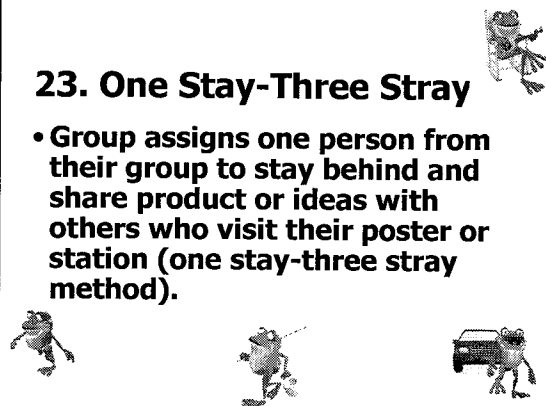 23. One Stay-Three Stray
• Group assigns one person from
their group to stay behind and
share product or ideas with
others who visit their poster or
station (one stay-three stray
method).